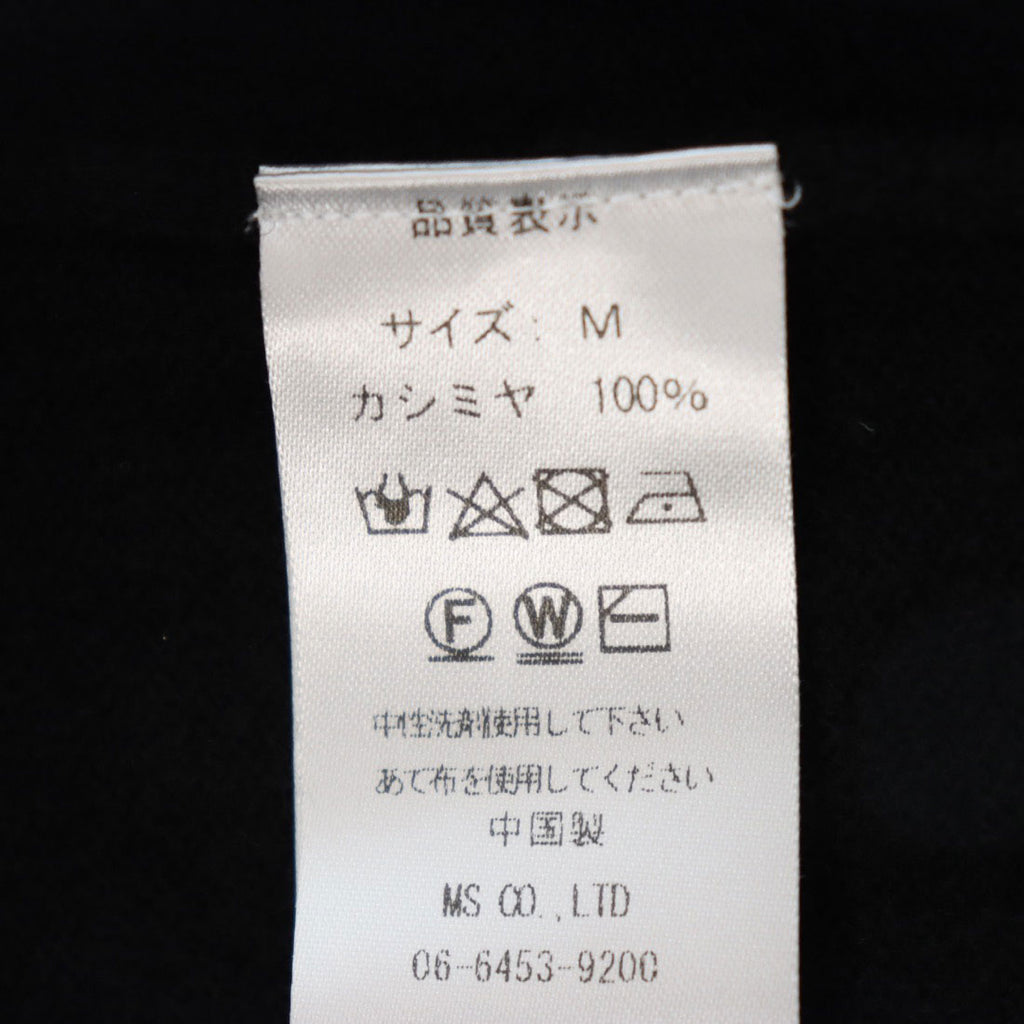 品質表示
サイズ: M
カシミヤ 100%
F W
中性洗剤使用して下さい
あて布を使用してください
中国製
MS CO.,LTD
06-6453-9200